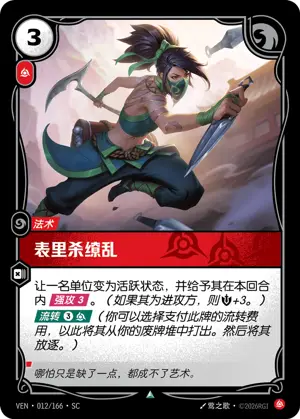 3
法术
表里杀缭乱
让一名单位变为活跃状态，并给予其在本回合
内 强攻 3 。（如果其为进攻方，则+3。）
流转 （你可以选择支付此牌的流转费
用，以此将其从你的废牌堆中打出。然后将其
放逐。）
哪怕只是缺了一点，都成不了艺术。
VEN • 012/166 • SC
莺之歌 ©2026RGI